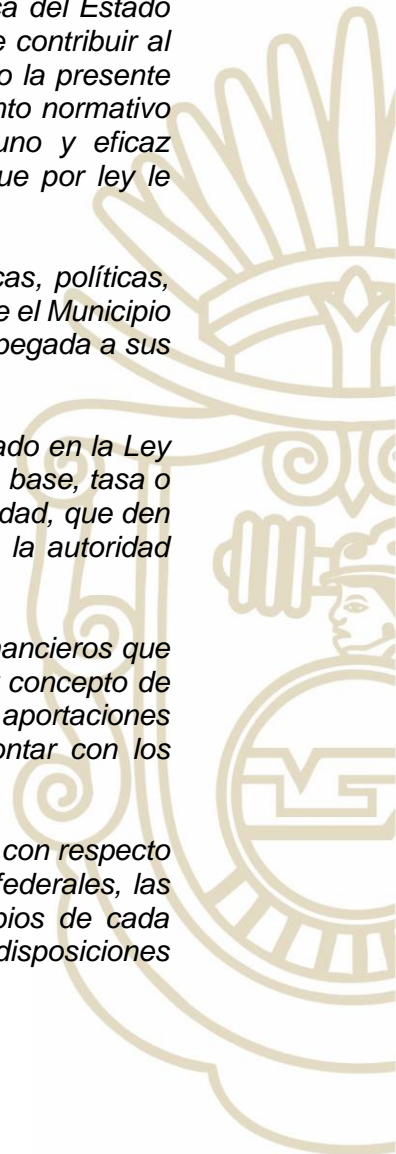 ca del Estado
e contribuir al
o la presente
nto normativo
uno y eficaz
ue por ley le
cas, políticas,
e el Municipio
pegada a sus
ado en la Ley
base, tasa o
dad, que den
la autoridad
nancieros que
concepto de
aportaciones
ontar con los
con respecto
federales, las
pios de cada
disposiciones